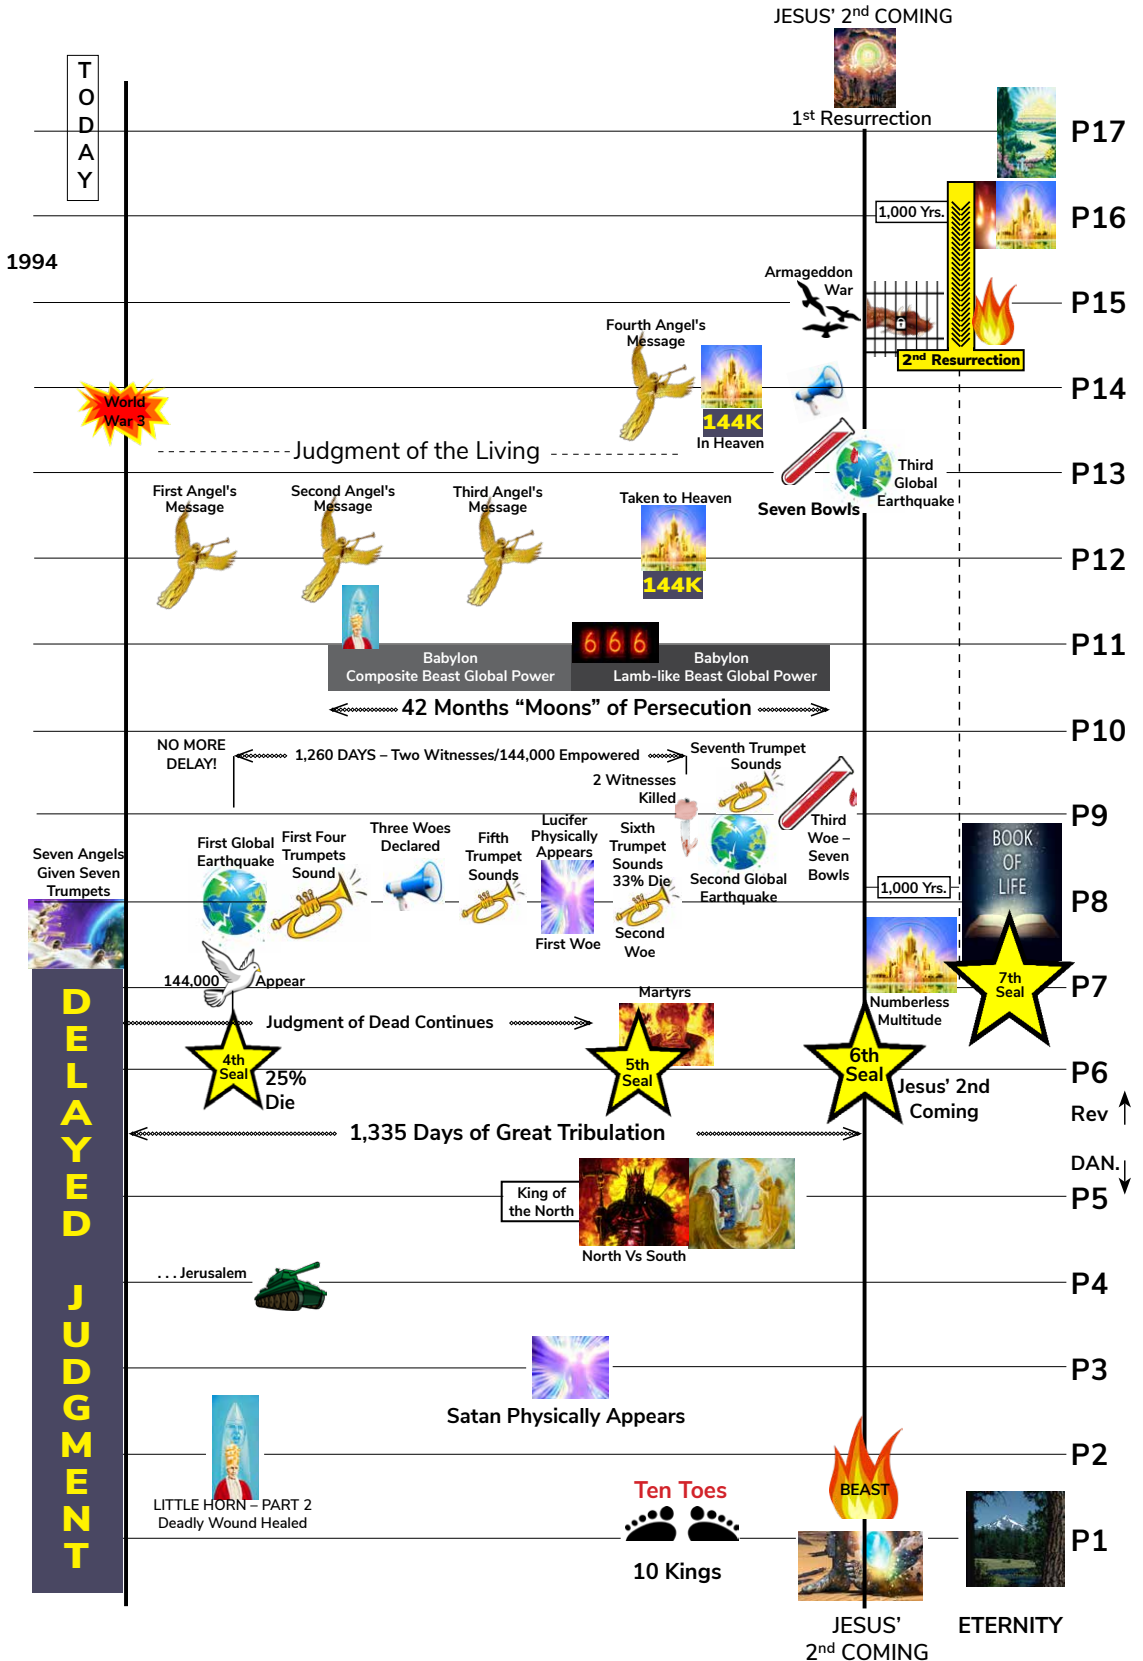 JESUS' 2nd COMING
TODAY
1st Resurrection
P17
1,000 Yrs.
P16
1994
Armageddon
War
P15
Fourth Angel's
Message
2nd Resurrection
P14
World
War 3
144K
In Heaven
Judgment of the Living
P13
Third
Global
Earthquake
Seven Bowls
First Angel's
Message
Second Angel's
Message
Third Angel's
Message
Taken to Heaven
P12
144K
P11
666
Babylon
Composite Beast Global Power
Babylon
Lamb-like Beast Global Power
42 Months “Moons” of Persecution
P10
NO MORE
DELAY!
1,260 DAYS – Two Witnesses/144,000 Empowered
Seventh Trumpet
Sounds
2 Witnesses
Killed
P9
Seven Angels
Given Seven
Trumpets
First Global
Earthquake
First Four
Trumpets
Sound
Three Woes
Declared
Fifth
Trumpet
Sounds
Lucifer
Physically
Appears
First Woe
Sixth
Trumpet
Sounds
33% Die
Second
Woe
Second Global
Earthquake
Third
Woe –
Seven
Bowls
1,000 Yrs.
BOOK
OF
LIFE
P8
144,000 Appear
P7
7th
Seal
Numberless
Multitude
Martyrs
Judgment of Dead Continues
4th
Seal
25%
Die
5th
Seal
6th
Seal
Jesus' 2nd
Coming
P6
Rev
1,335 Days of Great Tribulation
DAN.
P5
King of
the North
North Vs South
. . . Jerusalem
P4
P3
Satan Physically Appears
P2
LITTLE HORN – PART 2
Deadly Wound Healed
Ten Toes
10 Kings
BEAST
P1
DELAYED JUDGMENT
JESUS'
2nd COMING
ETERNITY